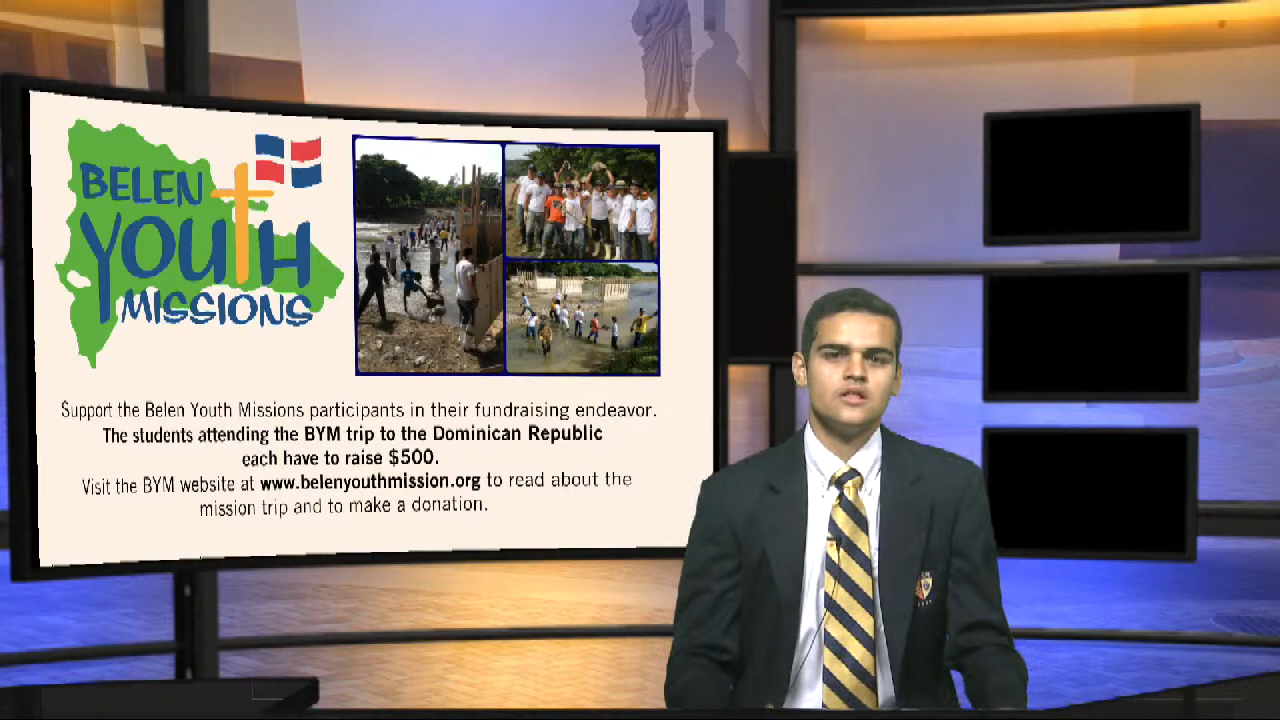 BELEN
YOUTH
MISSIONS
Support the Belen Youth Missions participants in their fundraising endeavor.
The students attending the BYM trip to the Dominican Republic
each have to raise $500.
Visit the BYM website at www.belenyouthmission.org to read about the
mission trip and to make a donation.